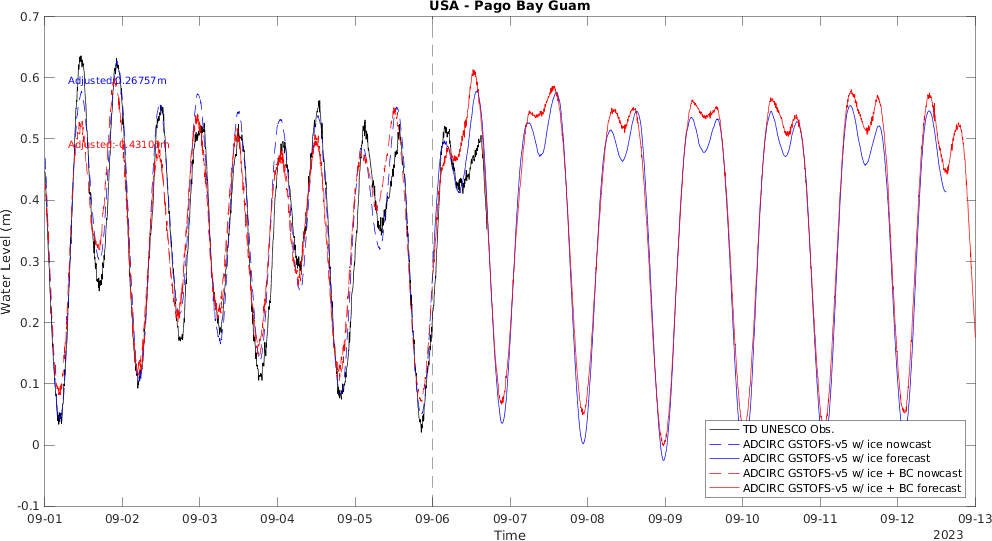 USA - Pago Bay Guam
0.7
0.6
0.5
0.4
0.3
0.2
0.1
0
-0.1
Water Level (m)
Adjusted:0.26757m
09-01
09-02
09-03
09-04
09-05
09-06
09-07
09-08
09-09
09-10
09-11
09-12
09-13
Time
2023
TD UNESCO Obs.
ADCIRC GSTOFS-v5 w/ ice nowcast
ADCIRC GSTOFS-v5 w/ ice forecast
ADCIRC GSTOFS-v5 w/ ice + BC nowcast
ADCIRC GSTOFS-v5 w/ ice + BC forecast